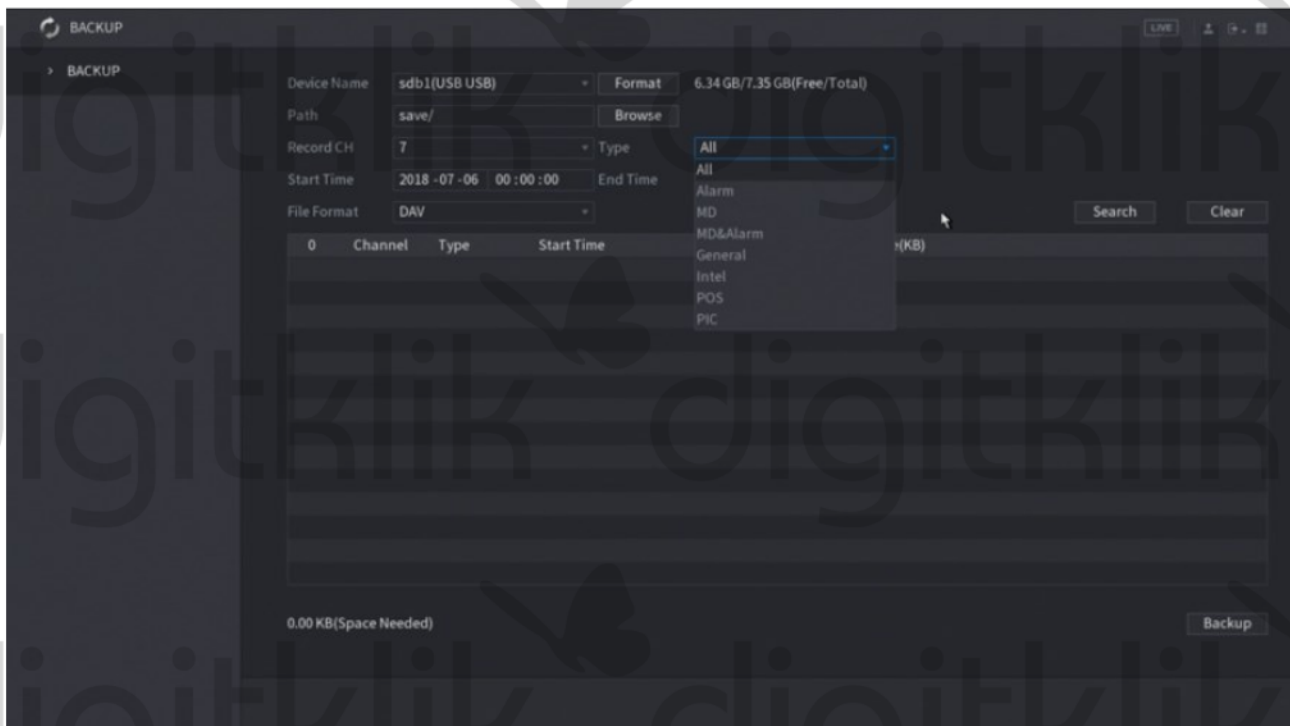 BACKUP
LIVE
> BACKUP
Device Name sdb1(USB USB) Format 6.34 GB/7.35 GB(Free/Total)
Path save/ Browse
Record CH 7 Type All
All
Start Time 2018 -07 -06 00 :00 :00 End Time
Alarm
File Format DAV MD Search Clear
MD&Alarm
0 Channel Type Start Time e(KB)
General
Intel
POS
PIC
0.00 KB(Space Needed) Backup
digitklik